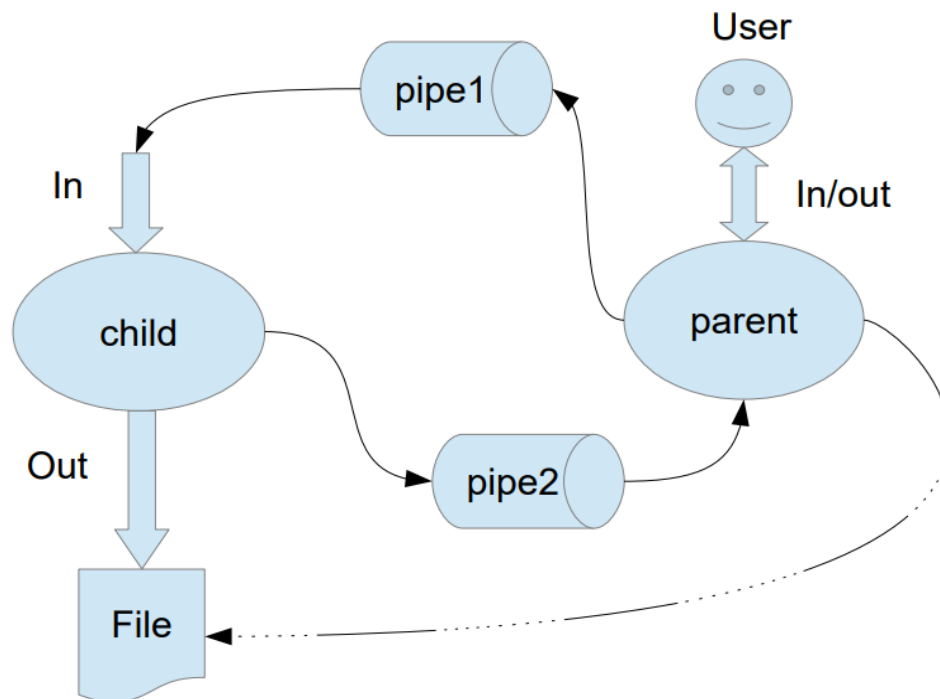 User
pipe1
In
In/out
child
parent
Out
pipe2
File